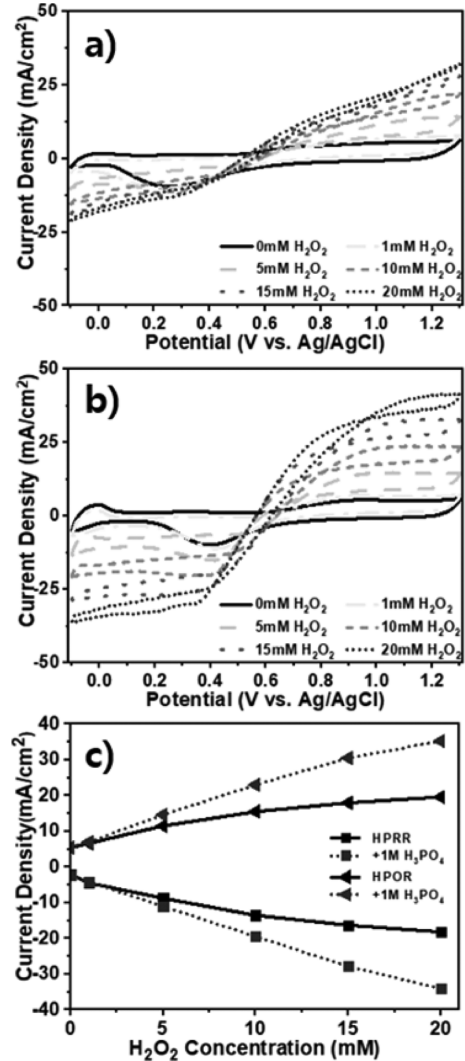 a)
Current Density (mA/cm²)
50
25
0
-25
-50
0mM H₂O₂ 1mM H₂O₂
5mM H₂O₂ 10mM H₂O₂
15mM H₂O₂ 20mM H₂O₂
0.0 0.2 0.4 0.6 0.8 1.0 1.2
Potential (V vs. Ag/AgCl)
b)
Current Density (mA/cm²)
50
25
0
-25
-50
0mM H₂O₂ 1mM H₂O₂
5mM H₂O₂ 10mM H₂O₂
15mM H₂O₂ 20mM H₂O₂
0.0 0.2 0.4 0.6 0.8 1.0 1.2
Potential (V vs. Ag/AgCl)
c)
Current Density(mA/cm²)
40
30
20
10
0
-10
-20
-30
-40
HPRR
+1M H₃PO₄
HPOR
+1M H₃PO₄
0 5 10 15 20
H₂O₂ Concentration (mM)